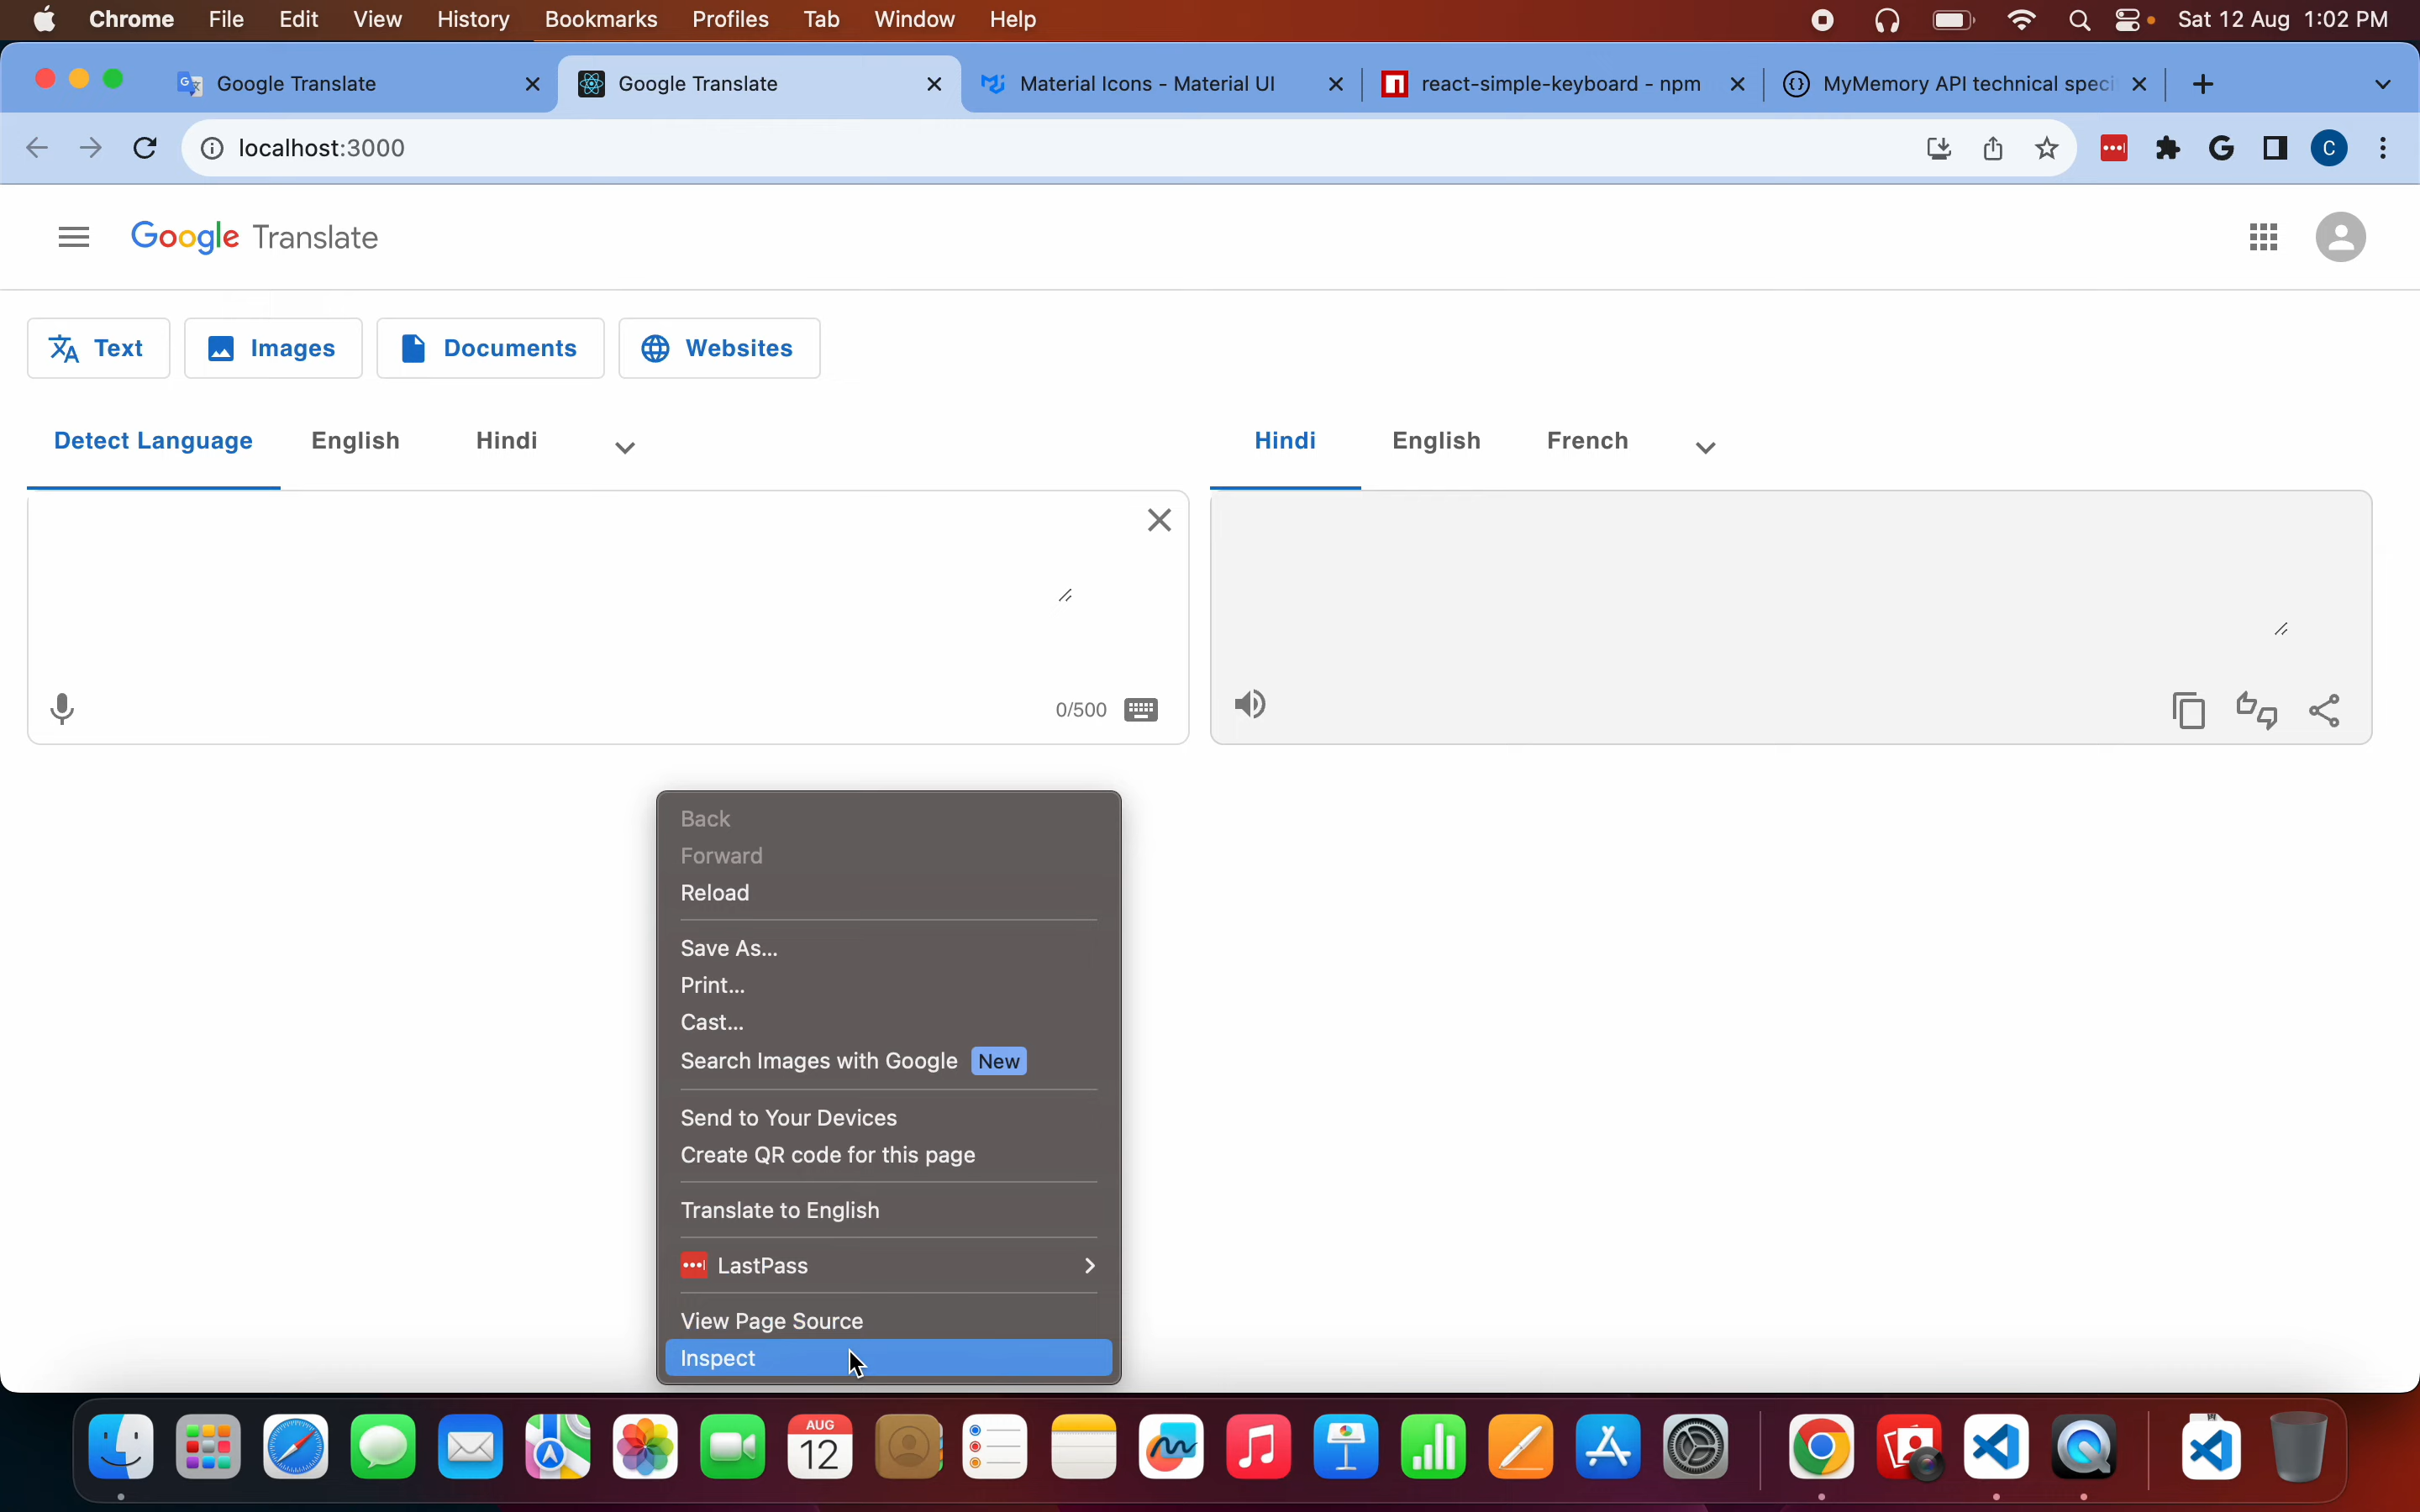 Chrome File Edit View History Bookmarks Profiles Tab Window Help Sat 12 Aug 1:02 PM
Google Translate Google Translate Material Icons - Material UI react-simple-keyboard - npm MyMemory API technical speci
localhost:3000 C
Google Translate
Text Images Documents Websites
Detect Language English Hindi Hindi English French
0/500
Back
Forward
Reload
Save As...
Print...
Cast...
Search Images with Google New
Send to Your Devices
Create QR code for this page
Translate to English
LastPass
View Page Source
Inspect
AUG
12